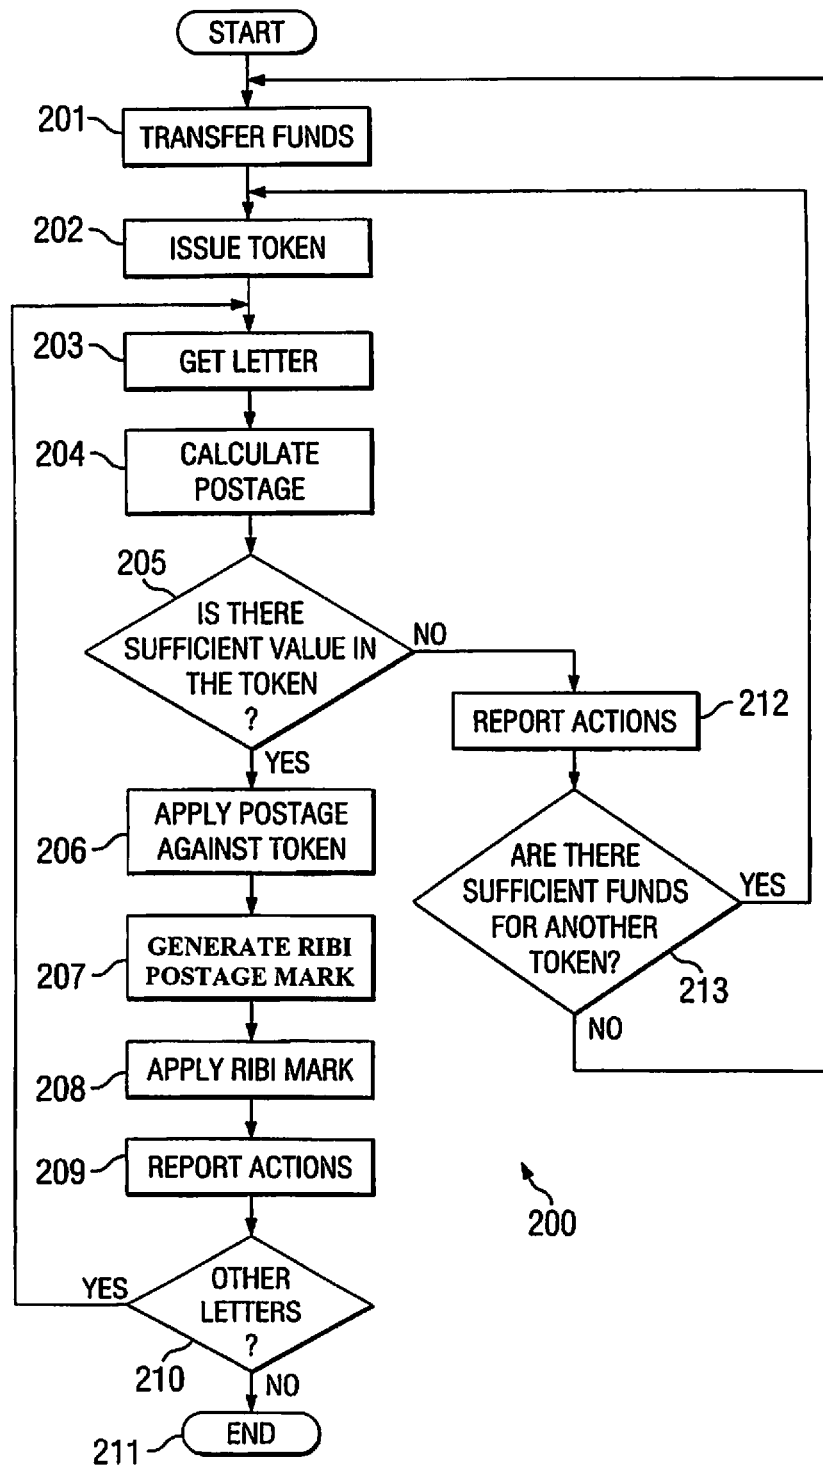 START
201
TRANSFER FUNDS
202
ISSUE TOKEN
203
GET LETTER
204
CALCULATE
POSTAGE
205
IS THERE
SUFFICIENT VALUE IN
THE TOKEN
?
NO
YES
REPORT ACTIONS
212
206
APPLY POSTAGE
AGAINST TOKEN
ARE THERE
SUFFICIENT FUNDS
FOR ANOTHER
TOKEN?
YES
213
NO
207
GENERATE RIBI
POSTAGE MARK
208
APPLY RIBI MARK
209
REPORT ACTIONS
200
YES
OTHER
LETTERS
?
210
NO
211
END